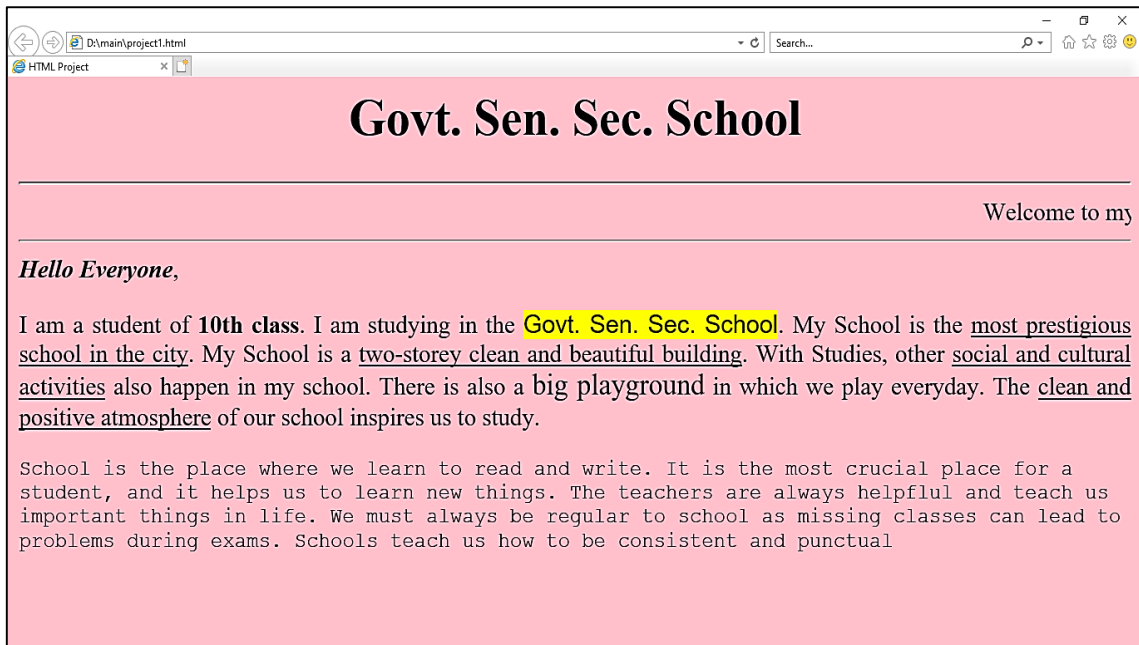 D:\main\project1.html
Search...
HTML Project
Govt. Sen. Sec. School
Welcome to my
Hello Everyone,
I am a student of 10th class. I am studying in the Govt. Sen. Sec. School. My School is the most prestigious
school in the city. My School is a two-storey clean and beautiful building. With Studies, other social and cultural
activities also happen in my school. There is also a big playground in which we play everyday. The clean and
positive atmosphere of our school inspires us to study.
School is the place where we learn to read and write. It is the most crucial place for a
student, and it helps us to learn new things. The teachers are always helpflul and teach us
important things in life. We must always be regular to school as missing classes can lead to
problems during exams. Schools teach us how to be consistent and punctual